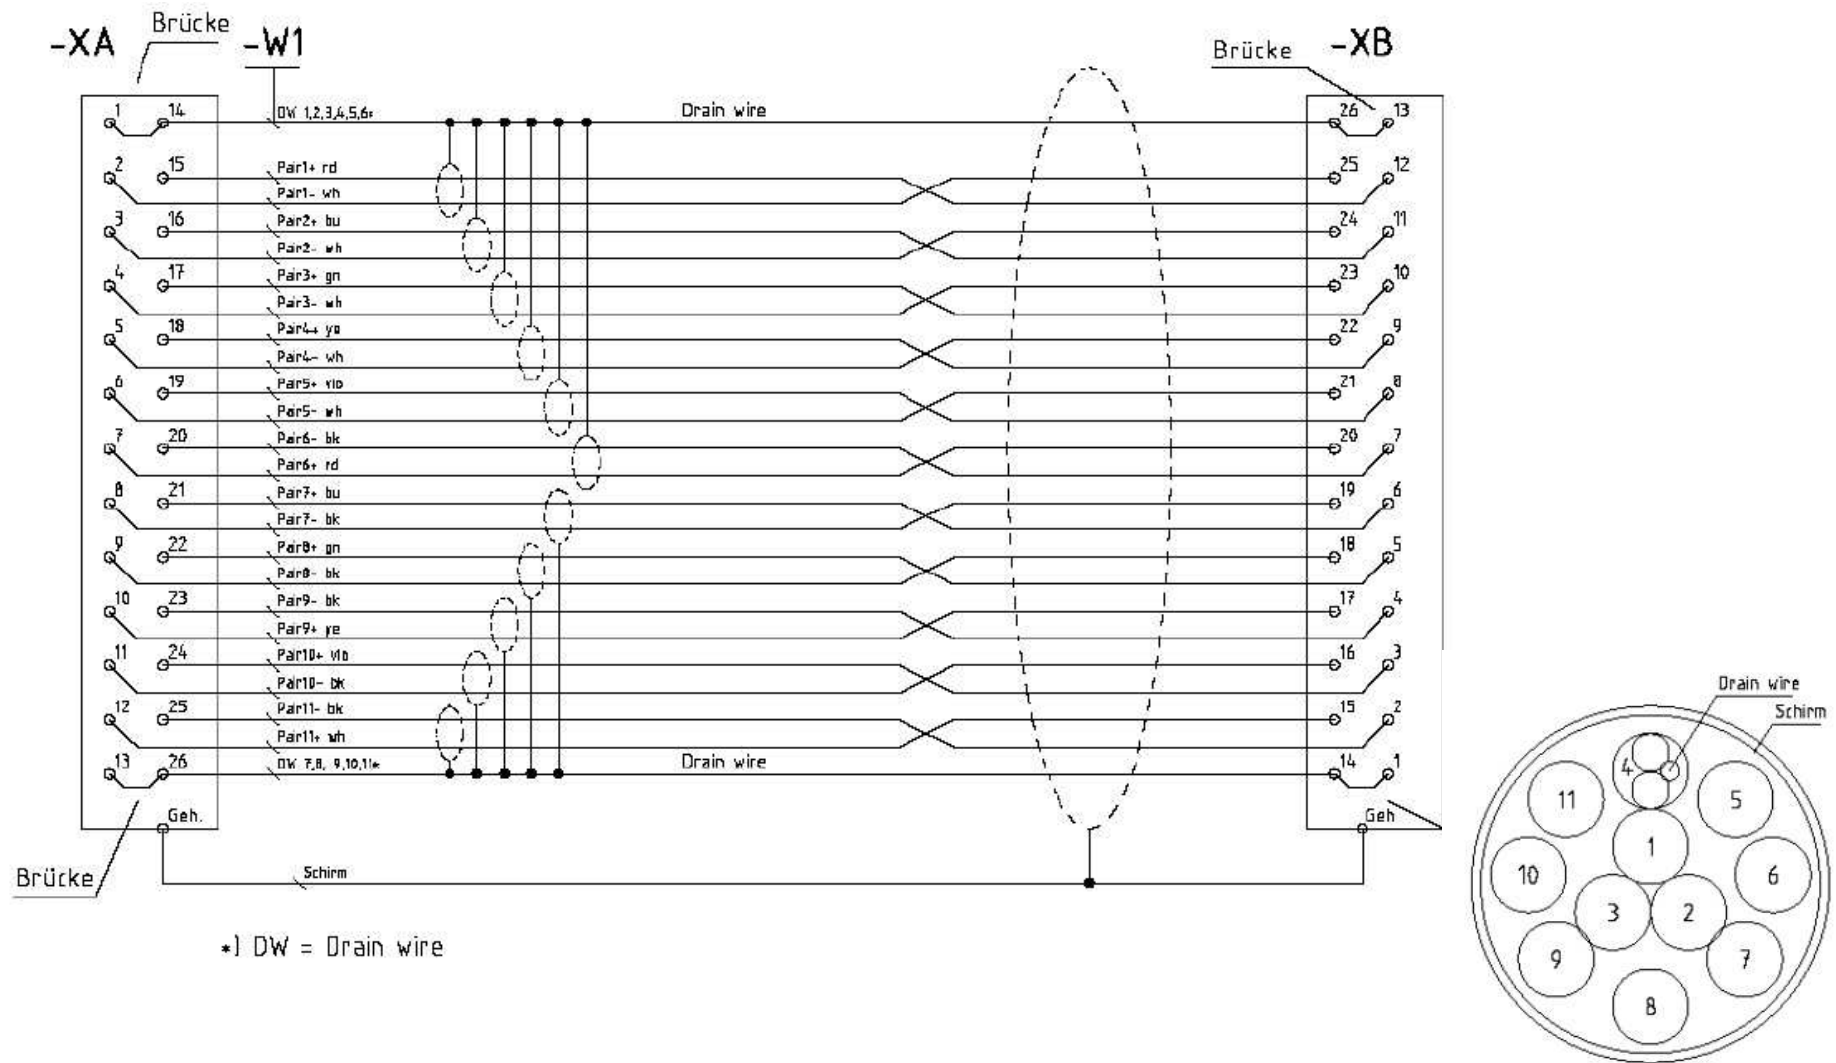 Brücke
-XA
-W1
Brücke
-XB
1 14 DW 1,2,3,4,5,6* Drain wire 26 13
2 15 Pair1+ rd 25 12
Pair1- wh
3 16 Pair2+ bu 24 11
Pair2- wh
4 17 Pair3+ gn 23 10
Pair3- wh
5 18 Pair4+ ye 22 9
Pair4- wh
6 19 Pair5+ vio 21 8
Pair5- wh
7 20 Pair6- bk 20 7
Pair6+ rd
8 21 Pair7+ bu 19 6
Pair7- bk
9 22 Pair8+ gn 18 5
Pair8- bk
10 23 Pair9- bk 17 4
Pair9+ ye
11 24 Pair10+ vio 16 3
Pair10- bk
12 25 Pair11- bk 15 2
Pair11+ wh
13 26 DW 7,8, 9,10,11* Drain wire 14 1
Geh.
Geh
Brücke
Schirm
*) DW = Drain wire
Drain wire
Schirm
4
11
5
1
10
6
3
2
9
7
8